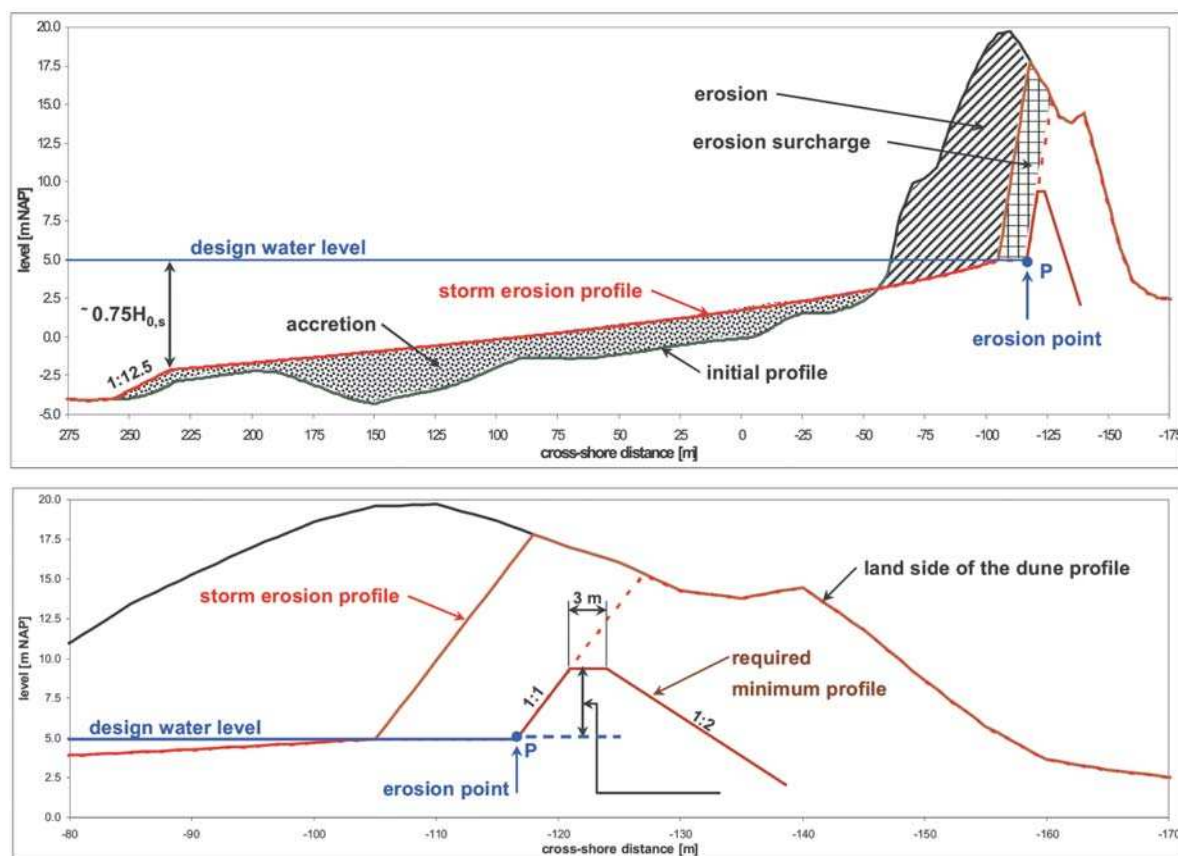 20.0
17.5
15.0
12.5
10.0
7.5
5.0
2.5
0.0
-2.5
-5.0
level [m NAP]
erosion
erosion surcharge
design water level
P
storm erosion profile
~0.75H0,s
accretion
erosion point
initial profile
1:12.5
275 250 225 200 175 150 125 100 75 50 25 0 -25 -50 -75 -100 -125 -150 -175
cross-shore distance [m]
20.0
17.5
15.0
12.5
10.0
7.5
5.0
2.5
0.0
level [m NAP]
land side of the dune profile
storm erosion profile
3 m
required
minimum profile
1:1
1:2
design water level
P
erosion point
-80 -90 -100 -110 -120 -130 -140 -150 -160 -170
cross-shore distance [m]